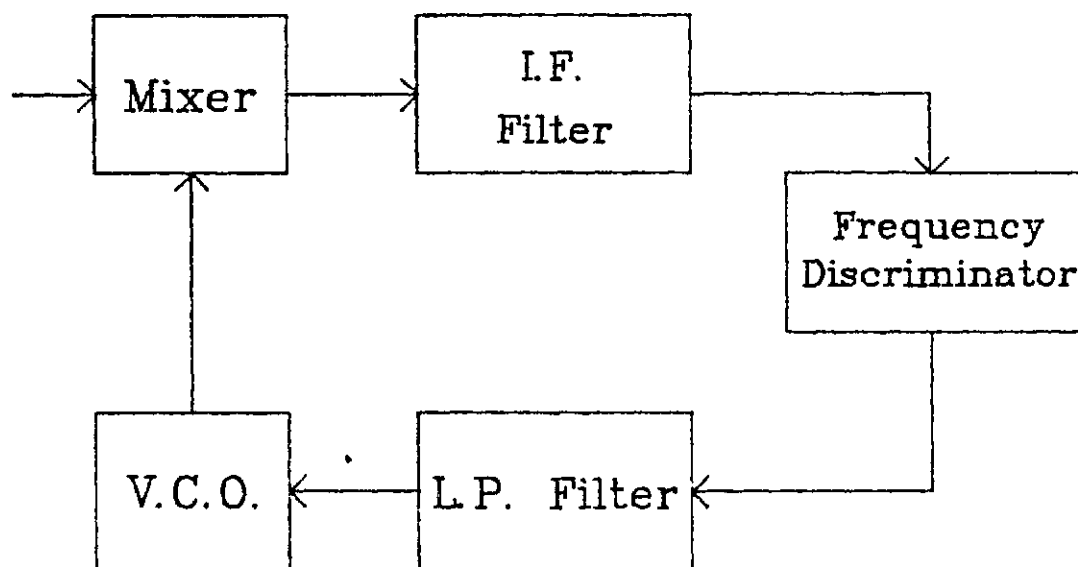 Mixer
I.F.
Filter
Frequency
Discriminator
V.C.O.
L.P. Filter